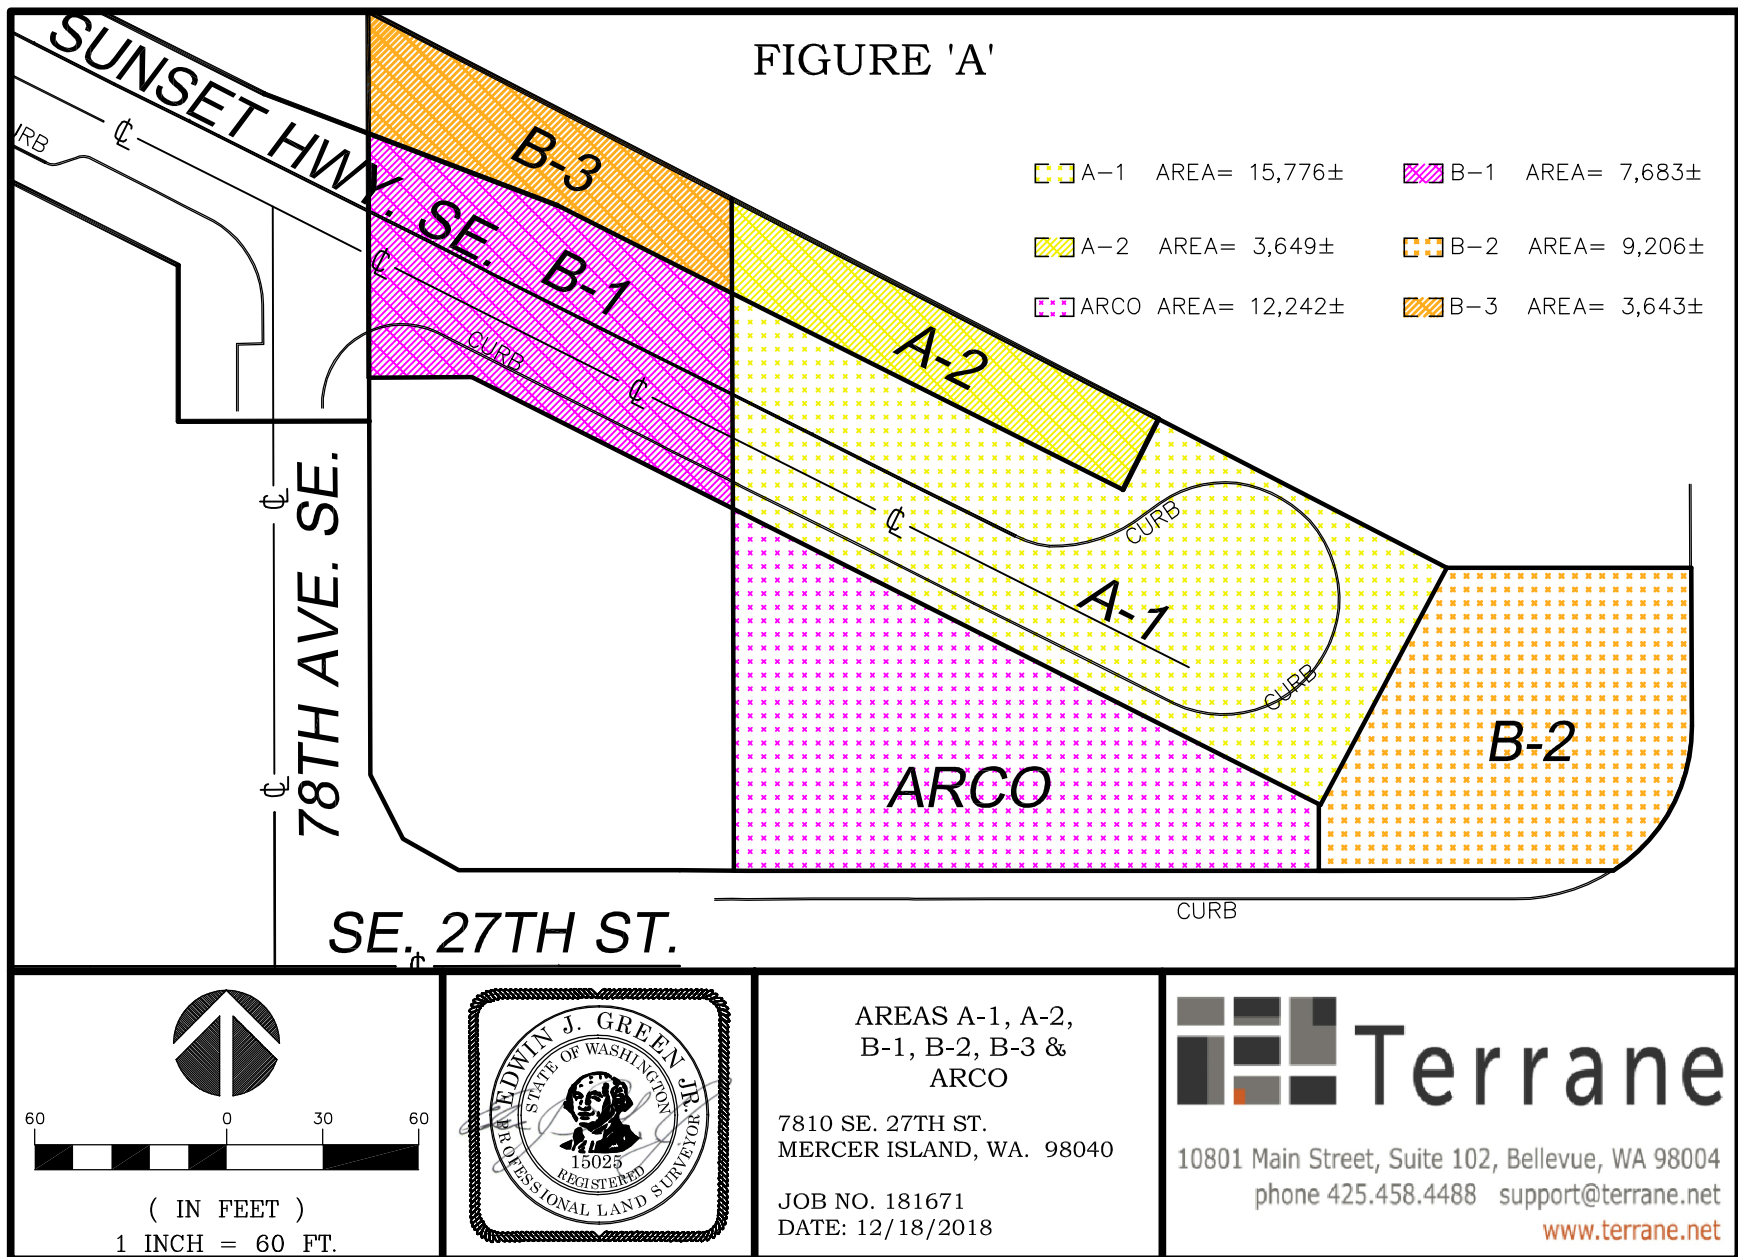 FIGURE 'A'
SUNSET HWY. SE.
CURB
B-3
B-1
CURB
A-2
A-1 AREA= 15,776± B-1 AREA= 7,683±
A-2 AREA= 3,649± B-2 AREA= 9,206±
ARCO AREA= 12,242± B-3 AREA= 3,643±
78TH AVE. SE.
CURB
A-1
CURB
B-2
ARCO
CURB
SE. 27TH ST.
60 0 30 60
( IN FEET )
1 INCH = 60 FT.
EDWIN J. GREEN JR.
STATE OF WASHINGTON
15025
REGISTERED
PROFESSIONAL LAND SURVEYOR
AREAS A-1, A-2,
B-1, B-2, B-3 &
ARCO
7810 SE. 27TH ST.
MERCER ISLAND, WA. 98040
JOB NO. 181671
DATE: 12/18/2018
Terrane
10801 Main Street, Suite 102, Bellevue, WA 98004
phone 425.458.4488 support@terrane.net
www.terrane.net